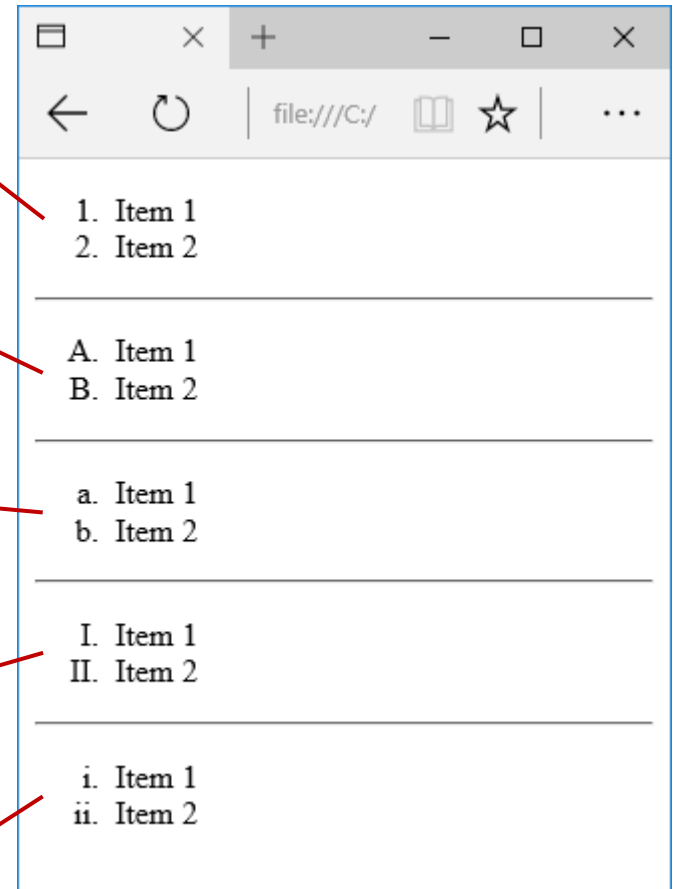 file:///C:/
1. Item 1
2. Item 2
A. Item 1
B. Item 2
a. Item 1
b. Item 2
I. Item 1
II. Item 2
i. Item 1
ii. Item 2